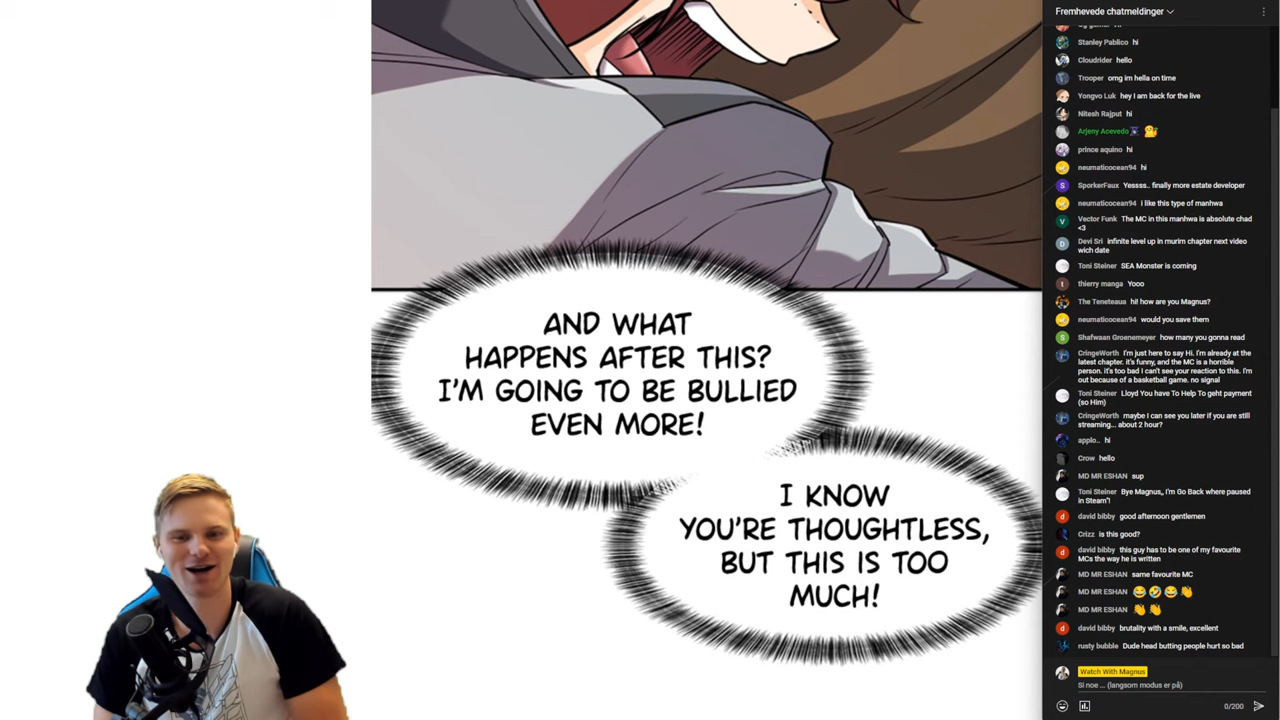 Fremhevede chatmeldinger
Stanley Pablico hi
Cloudrider hello
Trooper omg im hella on time
Yongvo Luk hey I am back for the live
Nitesh Rajput hi
Arjeny Acevedo
prince aquino hi
neumaticocean94 hi
SporkerFaux Yessss.. finally more estate developer
neumaticocean94 i like this type of manhwa
Vector Funk The MC in this manhwa is absolute chad
<3
Devi Sri infinite level up in murim chapter next video
wich date
Toni Steiner SEA Monster is coming
thierry manga Yooo
The Teneteaua hi! how are you Magnus?
neumaticocean94 would you save them
Shafwaan Groenemeyer how many you gonna read
CringeWorth I'm just here to say Hi. I'm already at the
latest chapter. it's funny, and the MC is a horrible
person. it's too bad I can't see your reaction to this. I'm
out because of a basketball game. no signal
Toni Steiner Lloyd You have To Help To geht payment
(so Him)
CringeWorth maybe I can see you later if you are still
streaming... about 2 hour?
applo.. hi
Crow hello
MD MR ESHAN sup
Toni Steiner Bye Magnus,, I'm Go Back where paused
in Steam"!
david bibby good afternoon gentlemen
Crizz is this good?
david bibby this guy has to be one of my favourite
MCs the way he is written
MD MR ESHAN same favourite MC
MD MR ESHAN 😂🤣😂👏
MD MR ESHAN 👏👏
david bibby brutality with a smile, excellent
rusty bubble Dude head butting people hurt so bad
Watch With Magnus
Si noe ... (langsom modus er på)
0/200
AND WHAT
HAPPENS AFTER THIS?
I'M GOING TO BE BULLIED
EVEN MORE!
I KNOW
YOU'RE THOUGHTLESS,
BUT THIS IS TOO
MUCH!